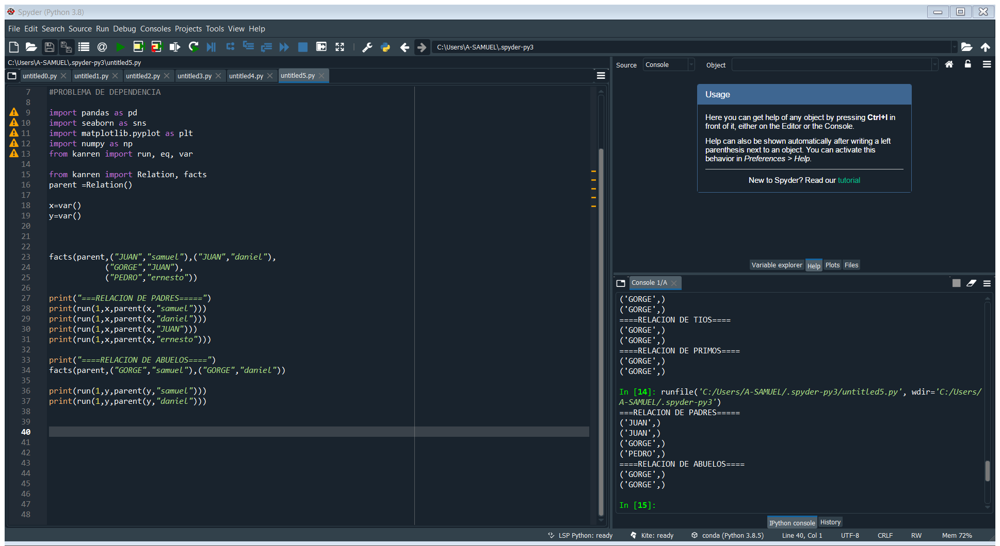 Spyder (Python 3.8)
File Edit Search Source Run Debug Consoles Projects Tools View Help
C:\Users\A-SAMUEL\.spyder-py3
C:\Users\A-SAMUEL\.spyder-py3\untitled5.py
untitled0.py untitled1.py untitled2.py untitled3.py untitled4.py untitled5.py
7 #PROBLEMA DE DEPENDENCIA
8
9 import pandas as pd
10 import seaborn as sns
11 import matplotlib.pyplot as plt
12 import numpy as np
13 from kanren import run, eq, var
14
15 from kanren import Relation, facts
16 parent =Relation()
17
18 x=var()
19 y=var()
20
21
22
23 facts(parent,("JUAN","samuel"),("JUAN","daniel"),
24 ("GORGE","JUAN"),
25 ("PEDRO","ernesto"))
26
27 print("===RELACION DE PADRES=====")
28 print(run(1,x,parent(x,"samuel")))
29 print(run(1,x,parent(x,"daniel")))
30 print(run(1,x,parent(x,"JUAN")))
31 print(run(1,x,parent(x,"ernesto")))
32
33 print("====RELACION DE ABUELOS====")
34 facts(parent,("GORGE","samuel"),("GORGE","daniel"))
35
36 print(run(1,y,parent(y,"samuel")))
37 print(run(1,y,parent(y,"daniel")))
38
39
40
41
42
43
44
45
46
47
48
Source Console Object
Usage
Here you can get help of any object by pressing Ctrl+I in
front of it, either on the Editor or the Console.
Help can also be shown automatically after writing a left
parenthesis next to an object. You can activate this
behavior in Preferences > Help.
New to Spyder? Read our tutorial
Variable explorer Help Plots Files
Console 1/A
('GORGE',)
('GORGE',)
====RELACION DE TIOS====
('GORGE',)
('GORGE',)
====RELACION DE PRIMOS====
('GORGE',)
('GORGE',)
In [14]: runfile('C:/Users/A-SAMUEL/.spyder-py3/untitled5.py', wdir='C:/Users/
A-SAMUEL/.spyder-py3')
===RELACION DE PADRES=====
('JUAN',)
('JUAN',)
('GORGE',)
('PEDRO',)
====RELACION DE ABUELOS====
('GORGE',)
('GORGE',)
In [15]:
IPython console History
LSP Python: ready Kite: ready conda (Python 3.8.5) Line 40, Col 1 UTF-8 CRLF RW Mem 72%